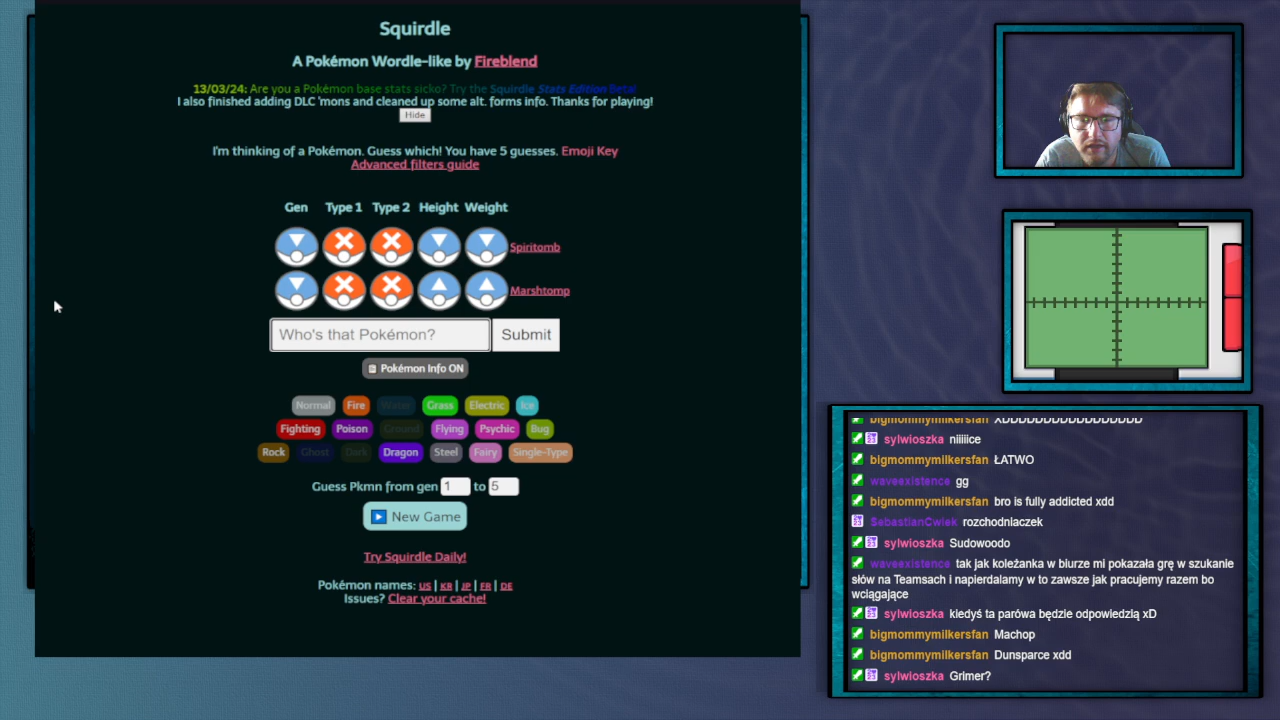 Squirdle
A Pokémon Wordle-like by Fireblend
13/03/24: Are you a Pokémon base stats sicko? Try the Squirdle Stats Edition Beta!
I also finished adding DLC 'mons and cleaned up some alt. forms info. Thanks for playing!
Hide
I'm thinking of a Pokémon. Guess which! You have 5 guesses. Emoji Key
Advanced filters guide
Gen Type 1 Type 2 Height Weight
Spiritomb
Marshtomp
Who's that Pokémon? Submit
Pokémon Info ON
Normal Fire Water Grass Electric Ice
Fighting Poison Ground Flying Psychic Bug
Rock Ghost Dark Dragon Steel Fairy Single-Type
Guess Pkmn from gen 1 to 5
New Game
Try Squirdle Daily!
Pokémon names: US | KR | JP | FR | DE
Issues? Clear your cache!
sylwioszka niiiiice
bigmommymilkersfan ŁATWO
waveexistence gg
bigmommymilkersfan bro is fully addicted xdd
SebastianCwiek rozchodniaczek
sylwioszka Sudowoodo
waveexistence tak jak koleżanka w biurze mi pokazała grę w szukanie
słów na Teamsach i napierdalamy w to zawsze jak pracujemy razem bo
wciągające
sylwioszka kiedyś ta parówa będzie odpowiedzią xD
bigmommymilkersfan Machop
bigmommymilkersfan Dunsparce xdd
sylwioszka Grimer?